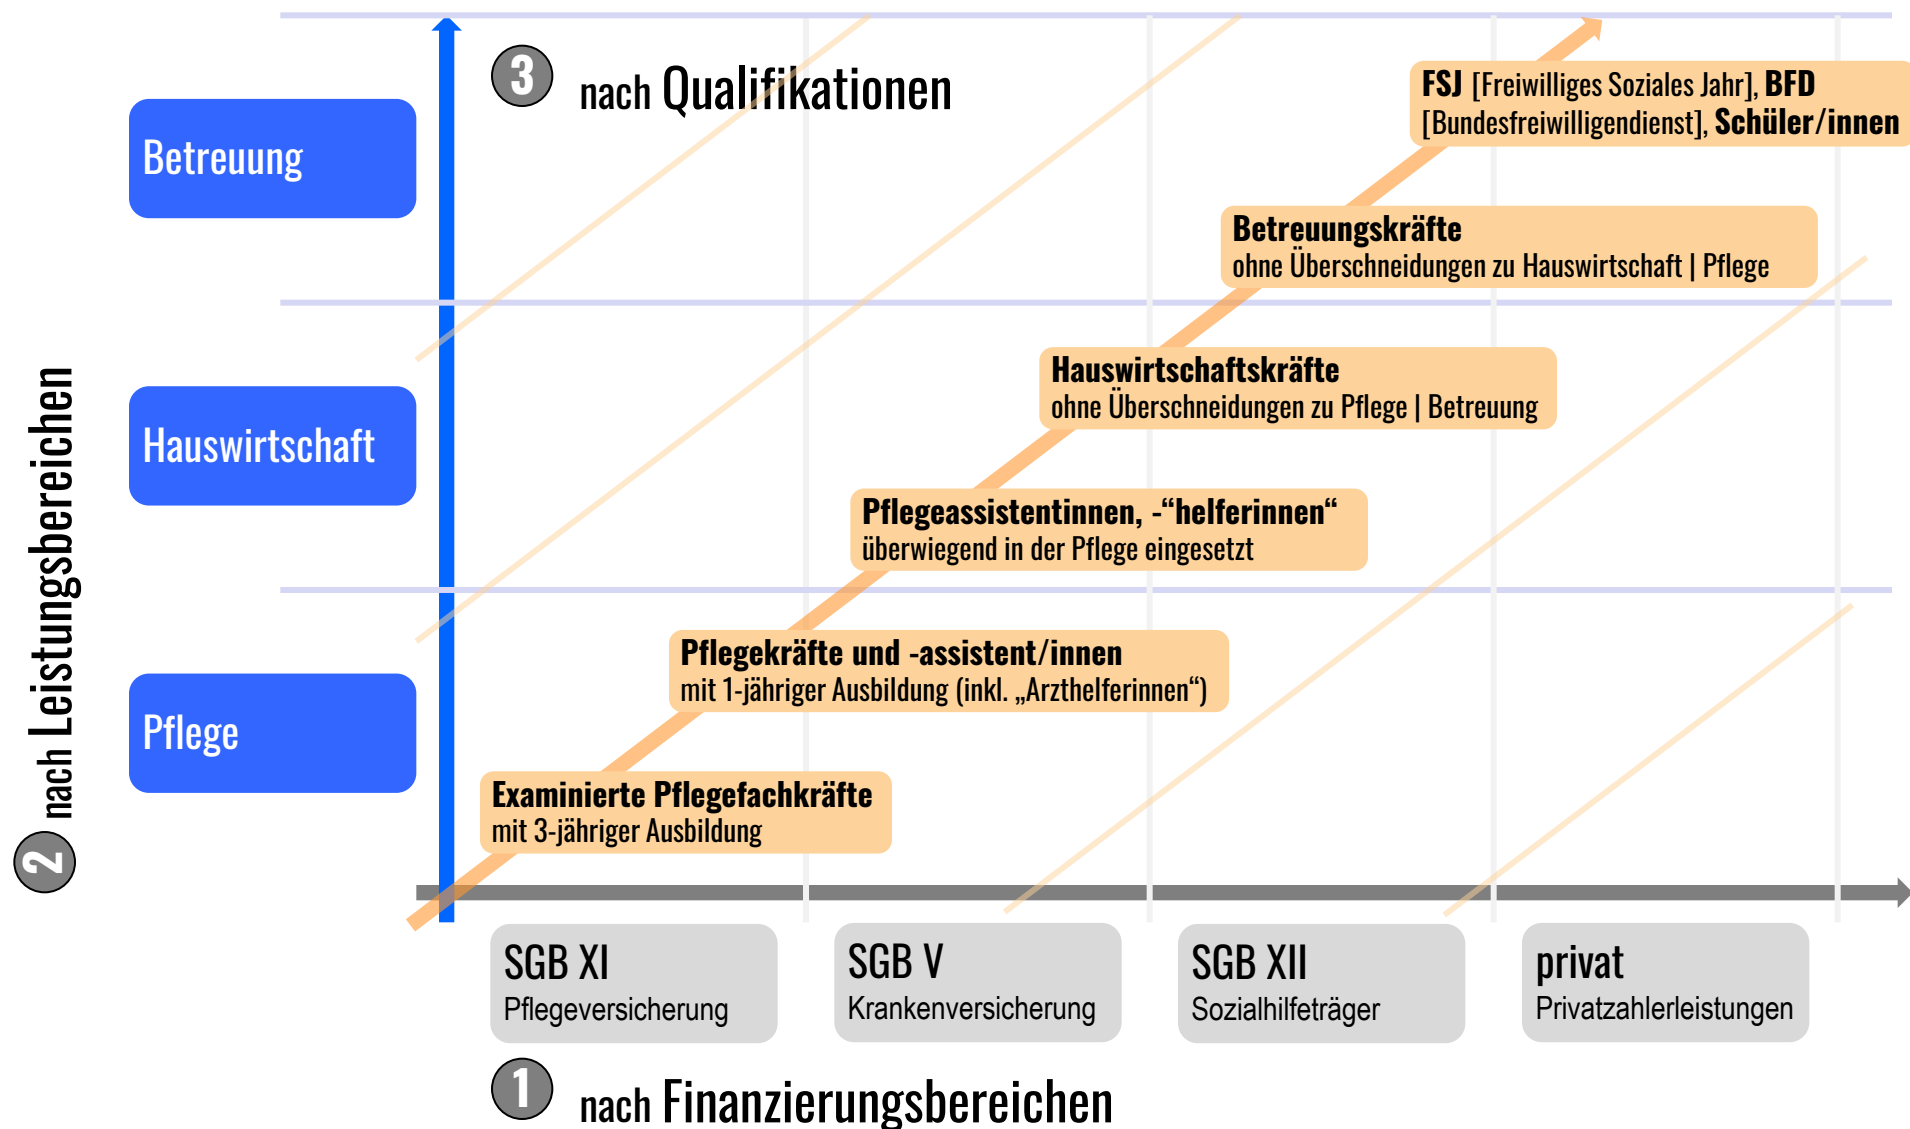 3 nach Qualifikationen
FSJ [Freiwilliges Soziales Jahr], BFD
[Bundesfreiwilligendienst], Schüler/innen
Betreuung
Betreuungskräfte
ohne Überschneidungen zu Hauswirtschaft | Pflege
Hauswirtschaftskräfte
ohne Überschneidungen zu Pflege | Betreuung
Hauswirtschaft
Pflegeassistentinnen, -“helferinnen“
überwiegend in der Pflege eingesetzt
2 nach Leistungsbereichen
Pflegekräfte und -assistent/innen
mit 1-jähriger Ausbildung (inkl. „Arzthelferinnen“)
Pflege
Examinierte Pflegefachkräfte
mit 3-jähriger Ausbildung
SGB XI
Pflegeversicherung
SGB V
Krankenversicherung
SGB XII
Sozialhilfeträger
privat
Privatzahlerleistungen
1 nach Finanzierungsbereichen